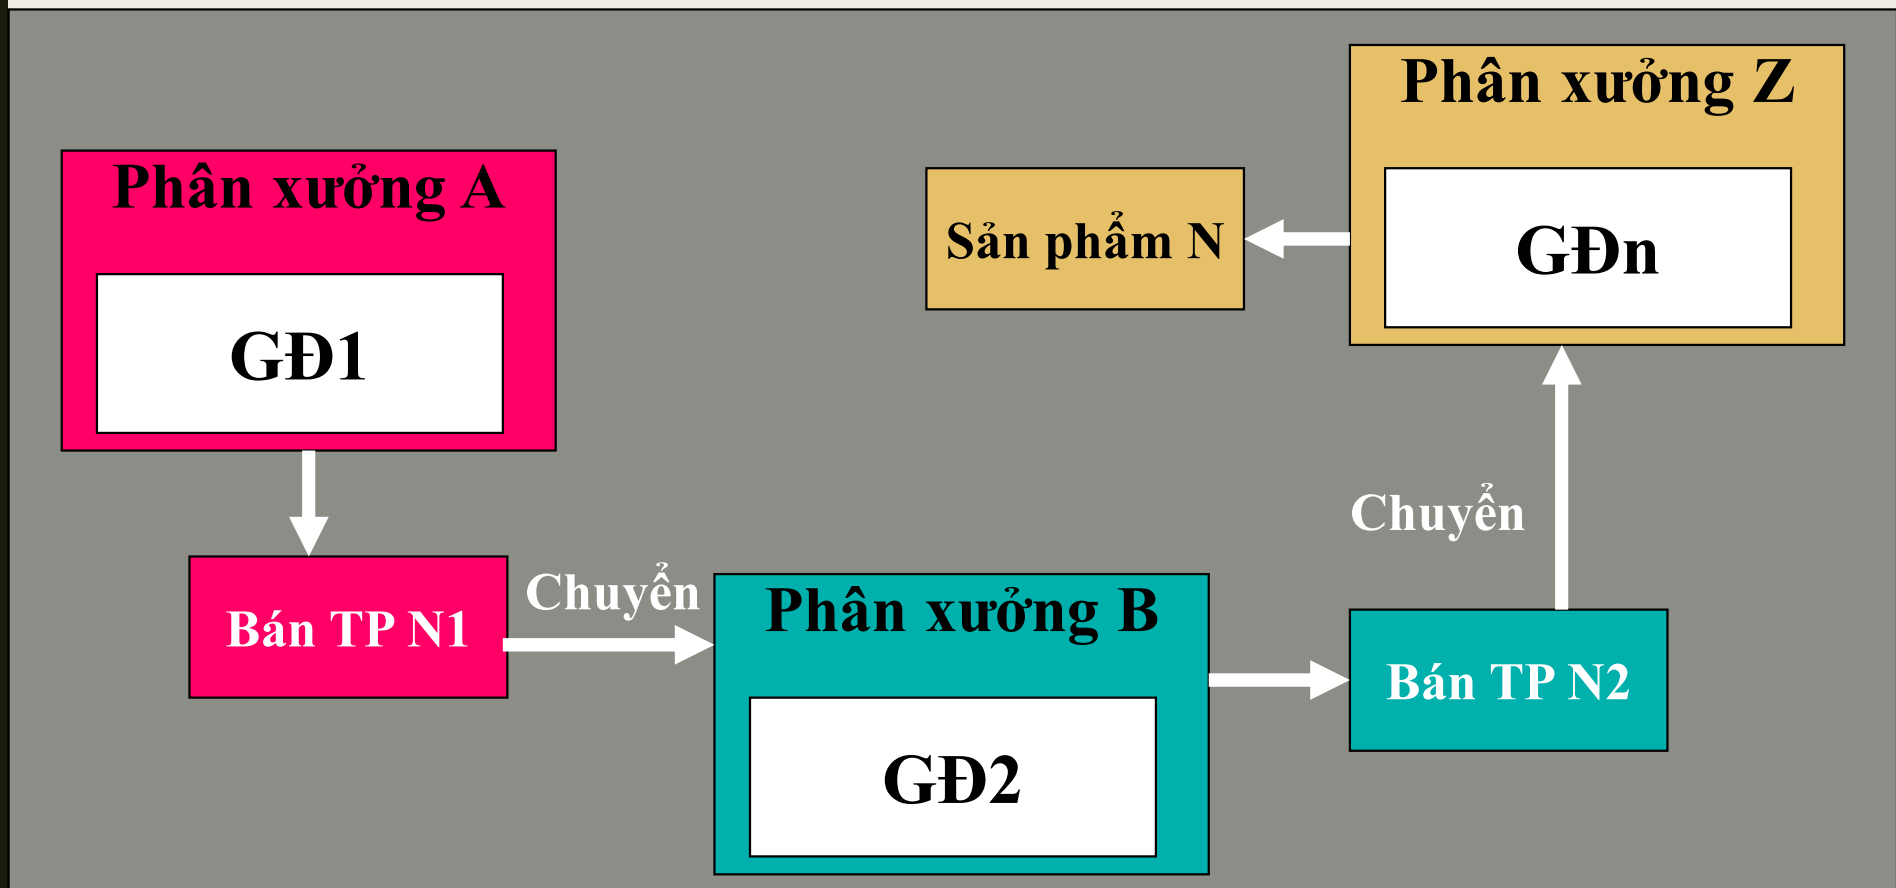 Phân xưởng A
GĐ1
Bán TP N1
Chuyển
Phân xưởng B
GĐ2
Bán TP N2
Chuyển
Phân xưởng Z
GĐn
Sản phẩm N